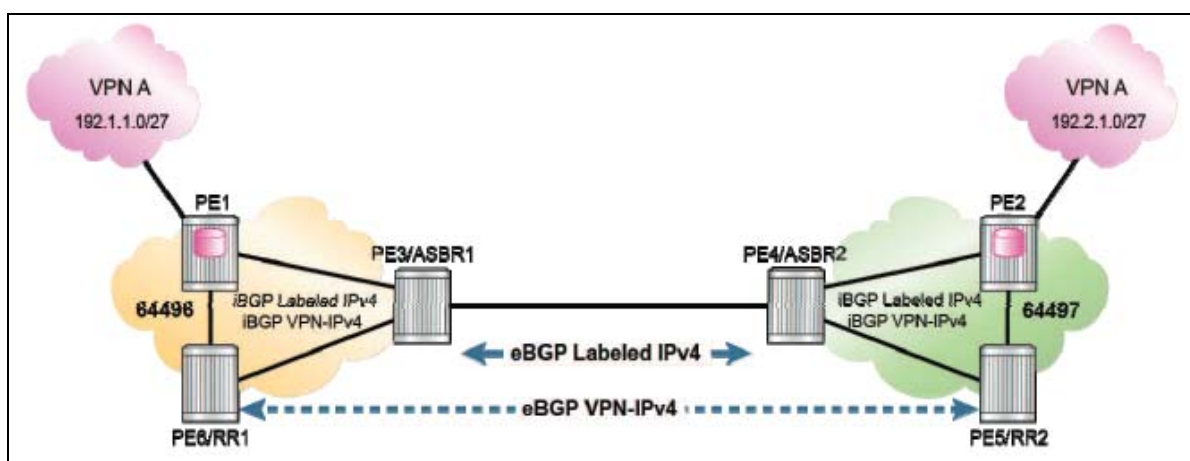 VPN A
192.1.1.0/27
VPN A
192.2.1.0/27
PE1
PE2
PE3/ASBR1
PE4/ASBR2
64496
iBGP Labeled IPv4
iBGP VPN-IPv4
iBGP Labeled IPv4
iBGP VPN-IPv4
64497
eBGP Labeled IPv4
eBGP VPN-IPv4
PE6/RR1
PE5/RR2